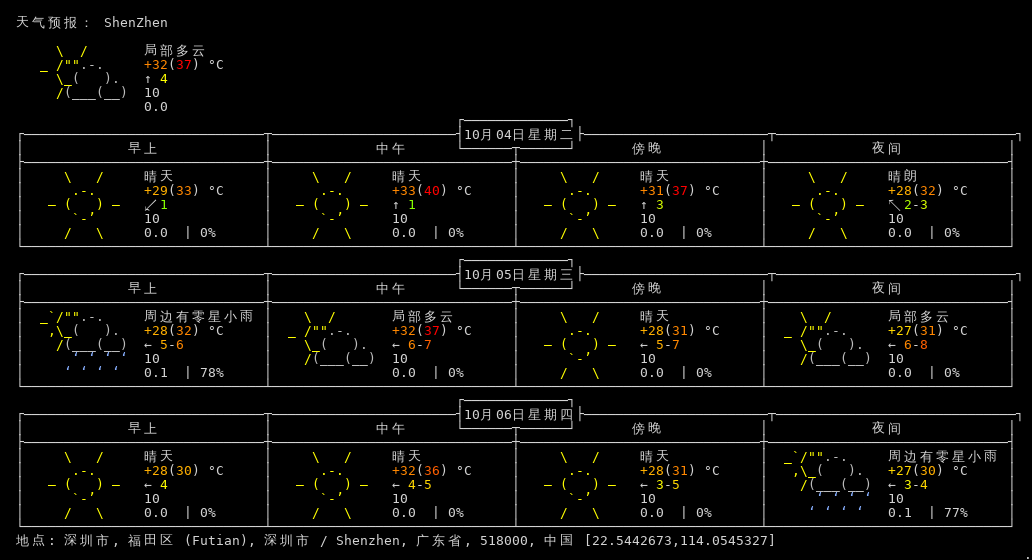 天气预报： ShenZhen
局部多云
+32(37) °C
↑ 4
10
0.0
10月04日星期二
早上 中午 傍晚 夜间
晴天 晴天 晴天 晴朗
+29(33) °C +33(40) °C +31(37) °C +28(32) °C
↙ 1 ↑ 1 ↑ 3 ↖ 2-3
10 10 10 10
0.0 | 0% 0.0 | 0% 0.0 | 0% 0.0 | 0%
10月05日星期三
早上 中午 傍晚 夜间
周边有零星小雨 局部多云 晴天 局部多云
+28(32) °C +32(37) °C +28(31) °C +27(31) °C
← 5-6 ← 6-7 ← 5-7 ← 6-8
10 10 10 10
0.1 | 78% 0.0 | 0% 0.0 | 0% 0.0 | 0%
10月06日星期四
早上 中午 傍晚 夜间
晴天 晴天 晴天 周边有零星小雨
+28(30) °C +32(36) °C +28(31) °C +27(30) °C
← 4 ← 4-5 ← 3-5 ← 3-4
10 10 10 10
0.0 | 0% 0.0 | 0% 0.0 | 0% 0.1 | 77%
地点: 深圳市, 福田区 (Futian), 深圳市 / Shenzhen, 广东省, 518000, 中国 [22.5442673,114.0545327]